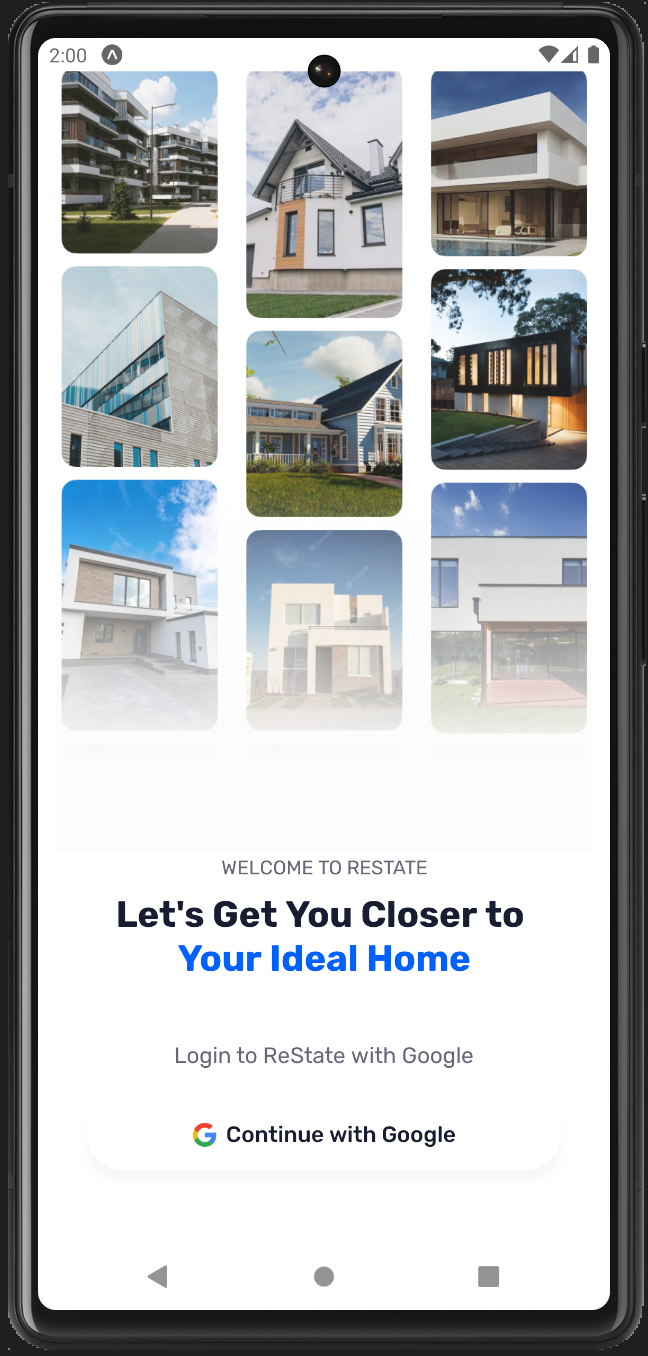 2:00
WELCOME TO RESTATE
Let's Get You Closer to
Your Ideal Home
Login to ReState with Google
Continue with Google